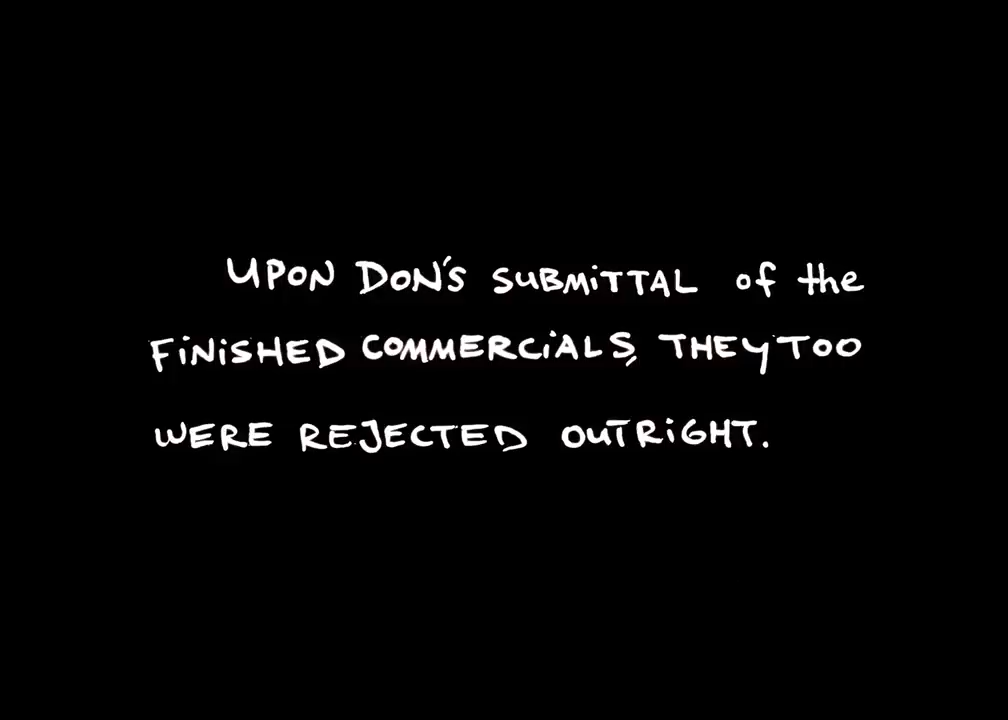 UPON DON'S SUBMITTAL of the
FINISHED COMMERCIALS, THEY TOO
WERE REJECTED OUTRIGHT.